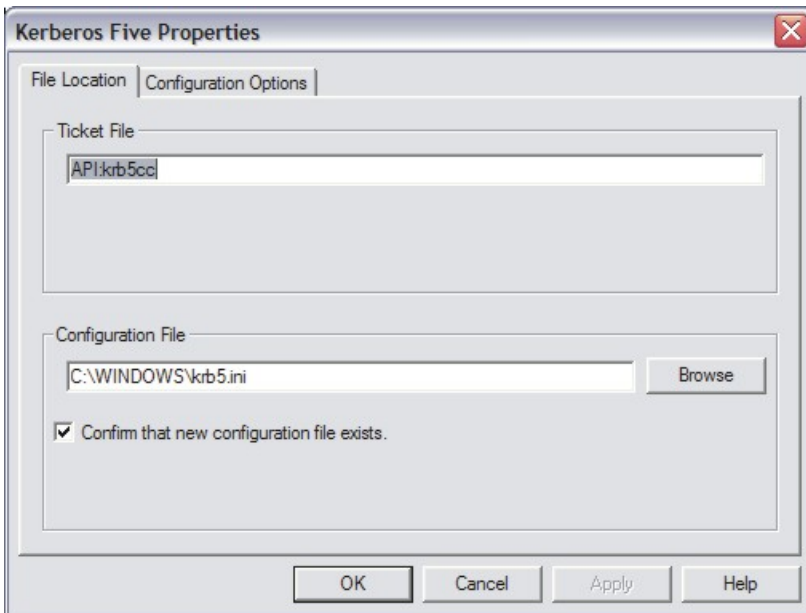 Kerberos Five Properties
File Location
Configuration Options
Ticket File
API:krb5cc
Configuration File
C:\WINDOWS\krb5.ini
Browse
Confirm that new configuration file exists.
OK
Cancel
Apply
Help